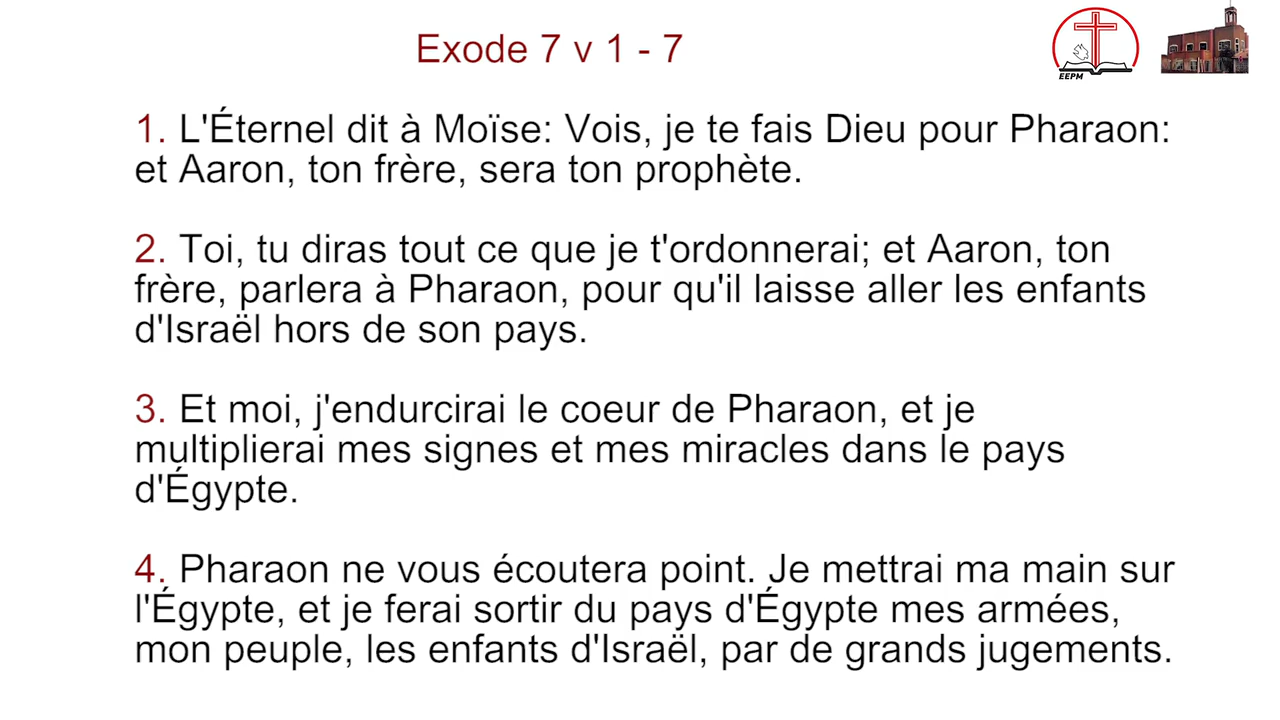 Exode 7 v 1 - 7
EEPM
1. L'Éternel dit à Moïse: Vois, je te fais Dieu pour Pharaon:
et Aaron, ton frère, sera ton prophète.
2. Toi, tu diras tout ce que je t'ordonnerai; et Aaron, ton
frère, parlera à Pharaon, pour qu'il laisse aller les enfants
d'Israël hors de son pays.
3. Et moi, j'endurcirai le coeur de Pharaon, et je
multiplierai mes signes et mes miracles dans le pays
d'Égypte.
4. Pharaon ne vous écoutera point. Je mettrai ma main sur
l'Égypte, et je ferai sortir du pays d'Égypte mes armées,
mon peuple, les enfants d'Israël, par de grands jugements.